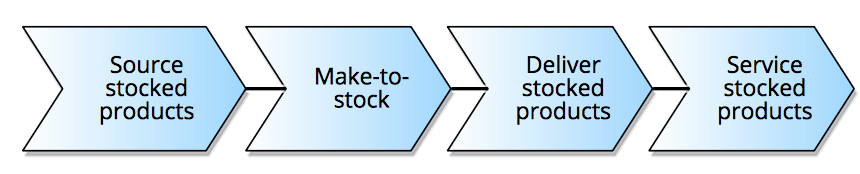 Source
stocked
products
Make-to-
stock
Deliver
stocked
products
Service
stocked
products